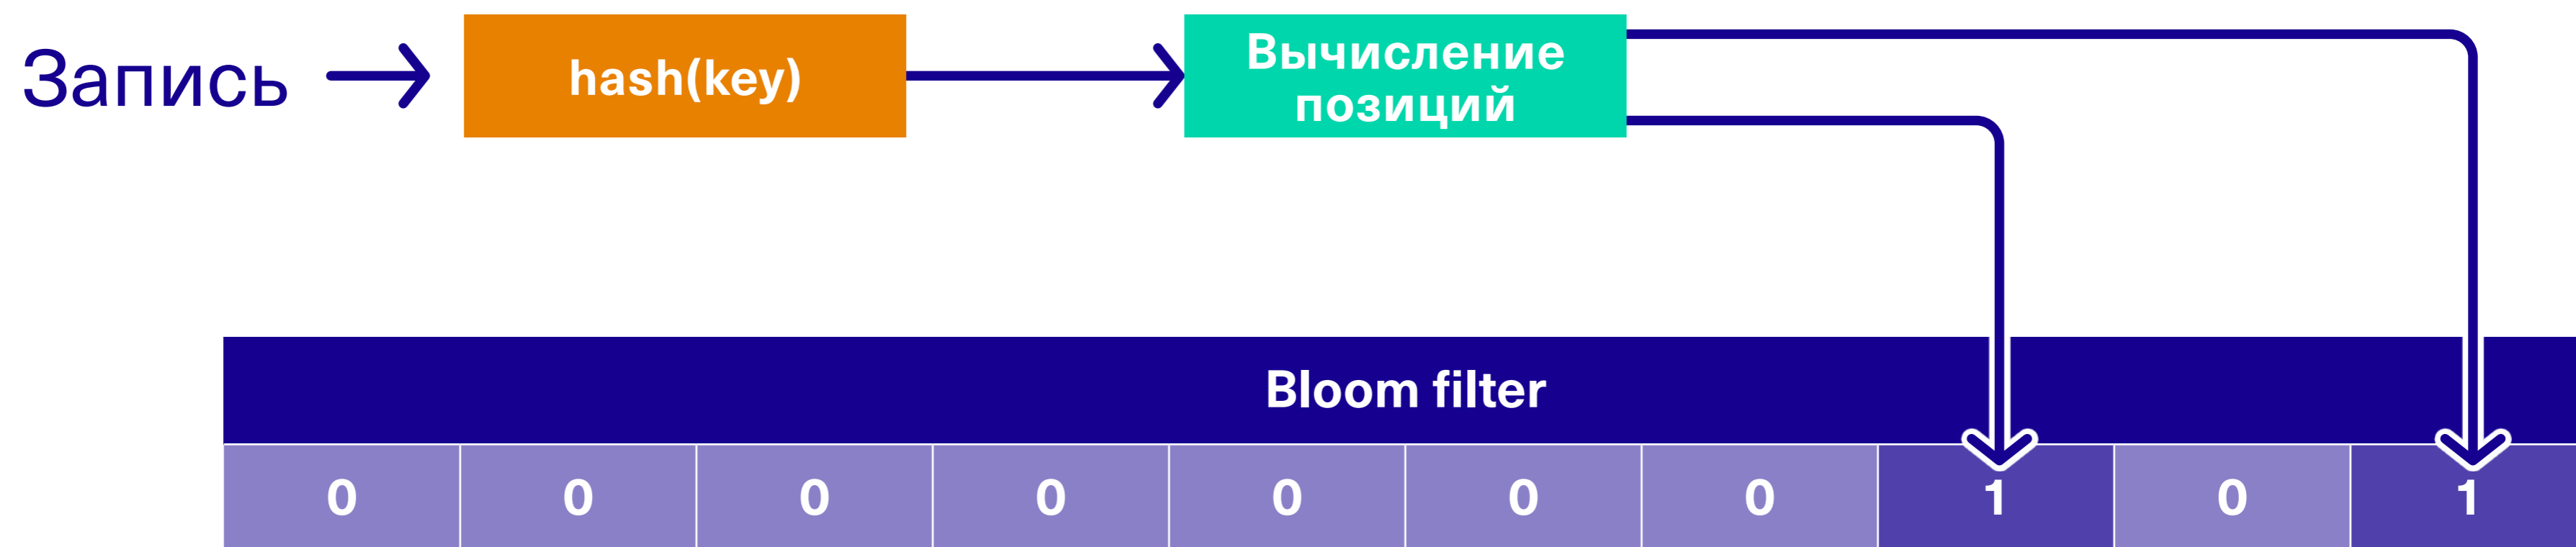 Запись
hash(key)
Вычисление
позиций
Bloom filter
0 0 0 0 0 0 0 1 0 1